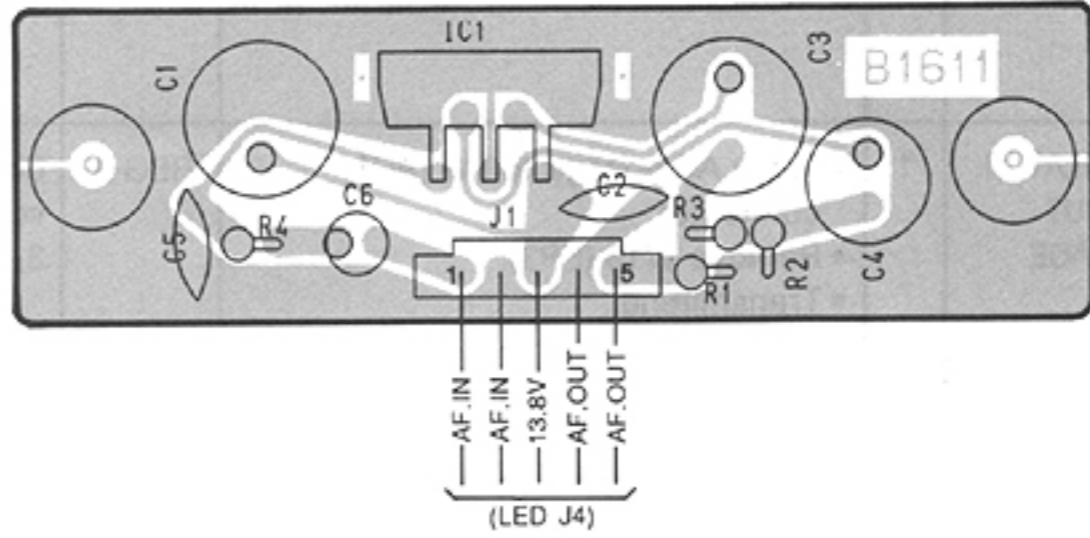 IC1
C1
C3
B1611
C6
C2
J1
R3
R4
C5
C4
R2
R1
1
5
AF.IN
AF.IN
13.8V
AF.OUT
AF.OUT
(LED J4)